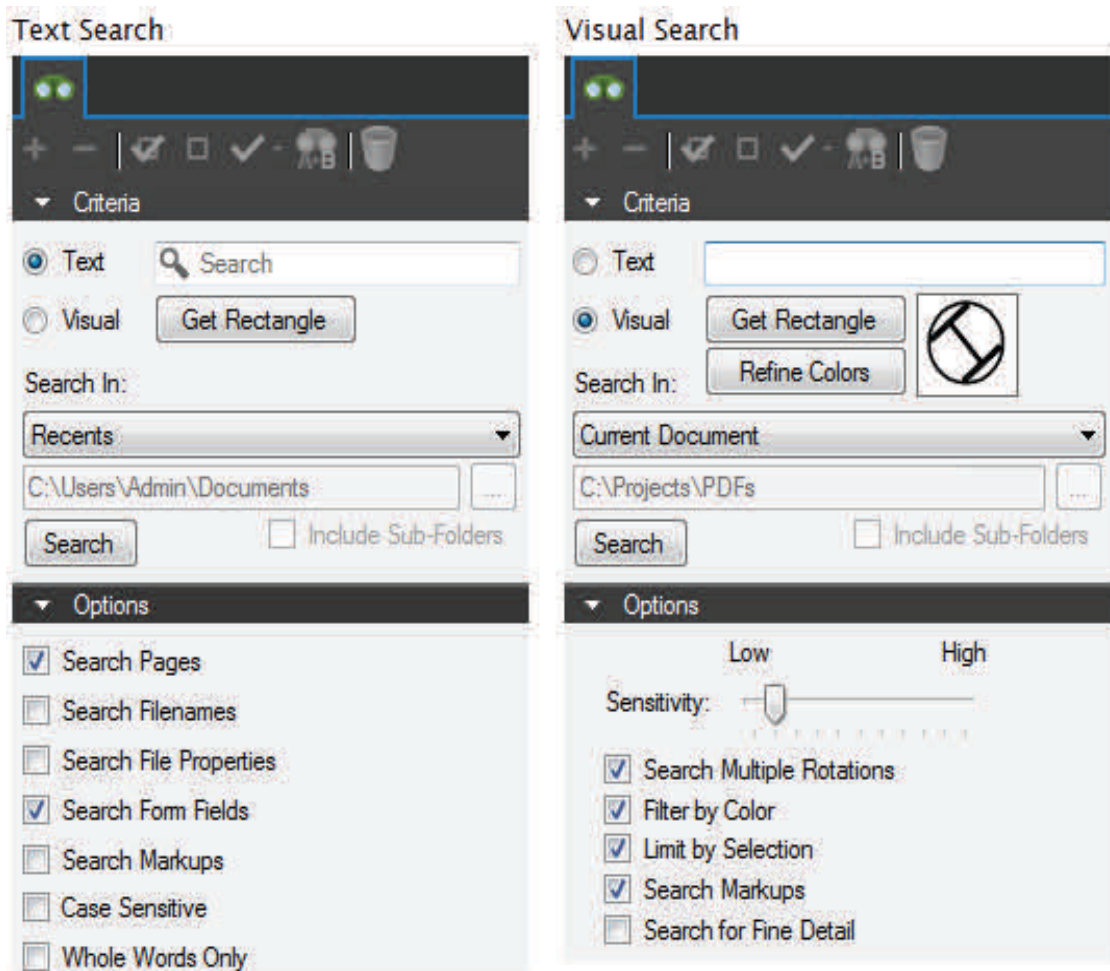 Text Search
A+B
Criteria
Text
Search
Visual
Get Rectangle
Search In:
Recents
C:\Users\Admin\Documents
...
Search
Include Sub-Folders
Options
Search Pages
Search Filenames
Search File Properties
Search Form Fields
Search Markups
Case Sensitive
Whole Words Only
Visual Search
A+B
Criteria
Text
Visual
Get Rectangle
Refine Colors
Search In:
Current Document
C:\Projects\PDFs
...
Search
Include Sub-Folders
Options
Low High
Sensitivity:
Search Multiple Rotations
Filter by Color
Limit by Selection
Search Markups
Search for Fine Detail